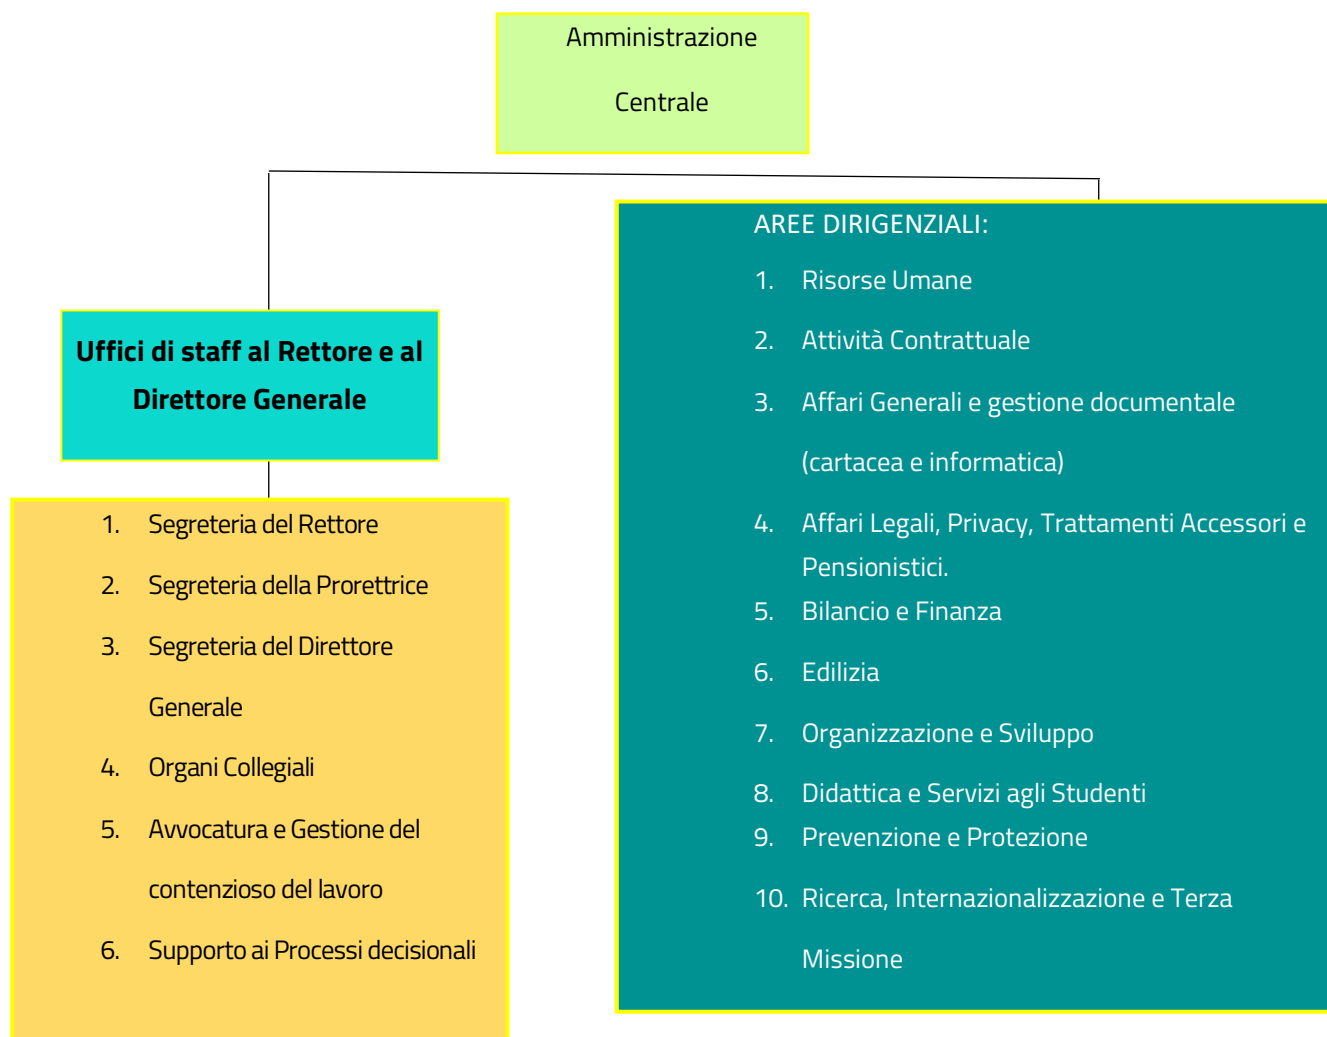 Amministrazione
Centrale
Uffici di staff al Rettore e al
Direttore Generale
1. Segreteria del Rettore
2. Segreteria della Prorettrice
3. Segreteria del Direttore
Generale
4. Organi Collegiali
5. Avvocatura e Gestione del
contenzioso del lavoro
6. Supporto ai Processi decisionali
AREE DIRIGENZIALI:
1. Risorse Umane
2. Attività Contrattuale
3. Affari Generali e gestione documentale
(cartacea e informatica)
4. Affari Legali, Privacy, Trattamenti Accessori e
Pensionistici.
5. Bilancio e Finanza
6. Edilizia
7. Organizzazione e Sviluppo
8. Didattica e Servizi agli Studenti
9. Prevenzione e Protezione
10. Ricerca, Internazionalizzazione e Terza
Missione